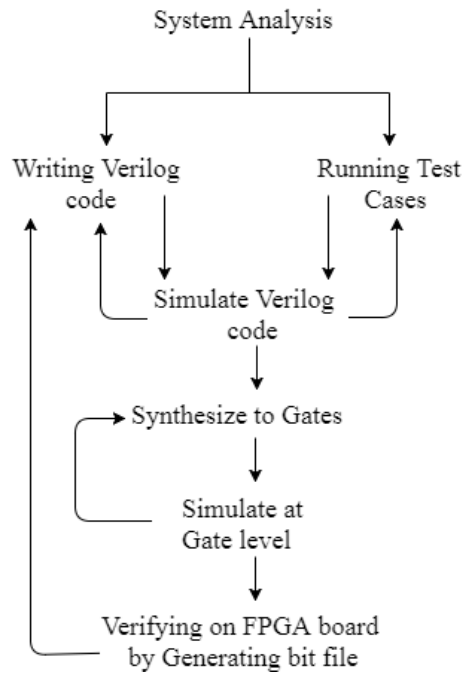 System Analysis
Writing Verilog
code
Running Test
Cases
Simulate Verilog
code
Synthesize to Gates
Simulate at
Gate level
Verifying on FPGA board
by Generating bit file